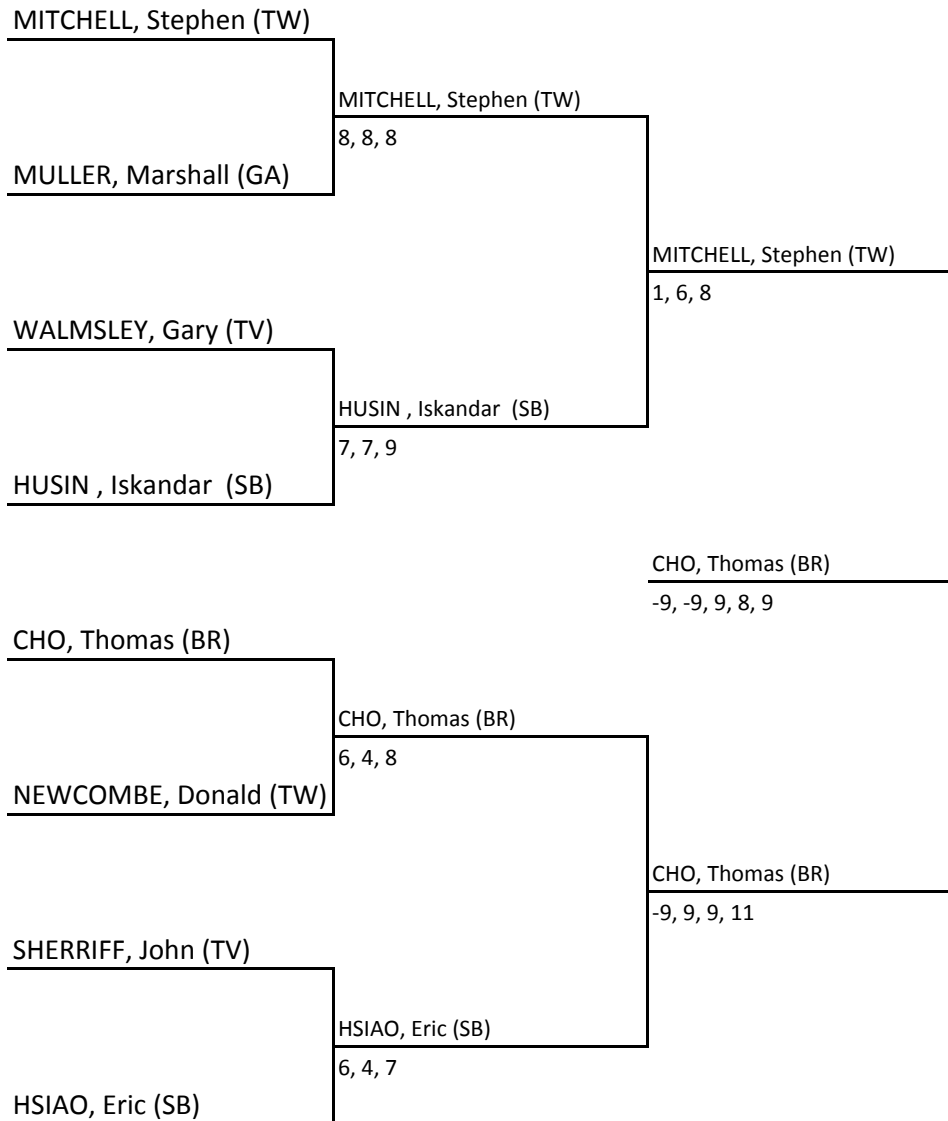 MITCHELL, Stephen (TW)
MITCHELL, Stephen (TW)
8, 8, 8
MULLER, Marshall (GA)
MITCHELL, Stephen (TW)
1, 6, 8
WALMSLEY, Gary (TV)
HUSIN , Iskandar  (SB)
7, 7, 9
HUSIN , Iskandar  (SB)
CHO, Thomas (BR)
-9, -9, 9, 8, 9
CHO, Thomas (BR)
CHO, Thomas (BR)
6, 4, 8
NEWCOMBE, Donald (TW)
CHO, Thomas (BR)
-9, 9, 9, 11
SHERRIFF, John (TV)
HSIAO, Eric (SB)
6, 4, 7
HSIAO, Eric (SB)